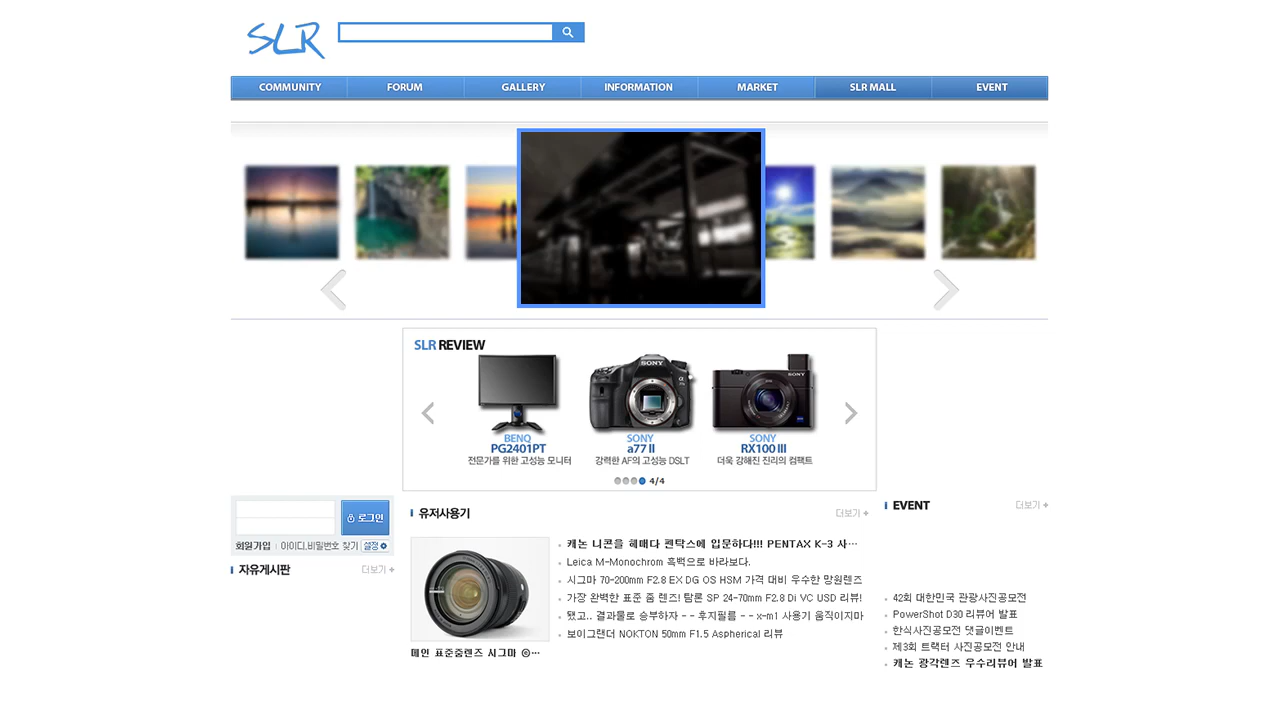 SLR
COMMUNITY
FORUM
GALLERY
INFORMATION
MARKET
SLR MALL
EVENT
SLR REVIEW
SONY
α
SONY
BENQ
PG2401PT
전문가를 위한 고성능 모니터
SONY
a77 II
강력한 AF의 고성능 DSLT
SONY
RX100 III
더욱 강해진 진리의 컴팩트
4/4
로그인
회원가입
아이디.비밀번호 찾기
설정
자유게시판
더보기
유저사용기
더보기
메인 표준줌렌즈 시그마 ⓒ…
캐논 니콘을 헤매다 펜탁스에 입문하다!!! PENTAX K-3 사…
Leica M-Monochrom 흑백으로 바라보다.
시그마 70-200mm F2.8 EX DG OS HSM 가격 대비 우수한 망원렌즈
가장 완벽한 표준 줌 렌즈! 탐론 SP 24-70mm F2.8 Di VC USD 리뷰!
됐고.. 결과물로 승부하자 - - 후지필름 - - x-m1 사용기 움직이지마
보이그랜더 NOKTON 50mm F1.5 Aspherical 리뷰
EVENT
더보기
42회 대한민국 관광사진공모전
PowerShot D30 리뷰어 발표
한식사진공모전 댓글이벤트
제3회 트랙터 사진공모전 안내
캐논 광각렌즈 우수리뷰어 발표